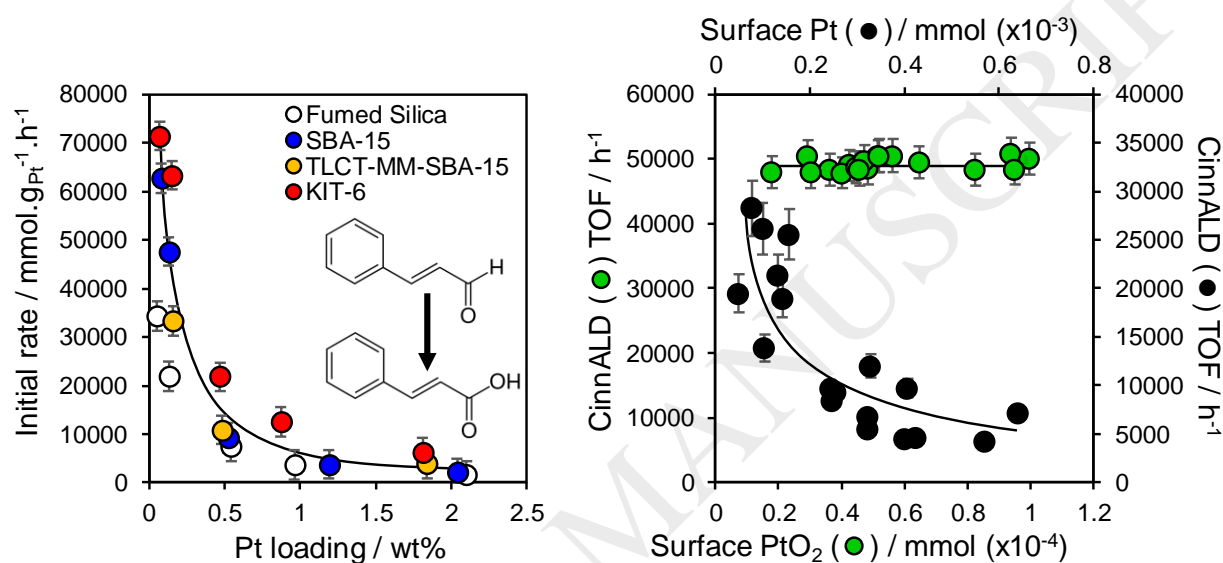 80000
70000
60000
50000
40000
30000
20000
10000
0
Initial rate / mmol.gPt⁻¹.h⁻¹
Fumed Silica
SBA-15
TLCT-MM-SBA-15
KIT-6
H
O
OH
O
0 0.5 1 1.5 2 2.5
Pt loading / wt%
Surface Pt (●) / mmol (x10⁻³)
0 0.2 0.4 0.6 0.8
60000
50000
40000
30000
20000
10000
0
CinnALD (●) TOF / h⁻¹
40000
35000
30000
25000
20000
15000
10000
5000
0
CinnALD (●) TOF / h⁻¹
0 0.2 0.4 0.6 0.8 1 1.2
Surface PtO₂ (●) / mmol (x10⁻⁴)
MANUSCRIP